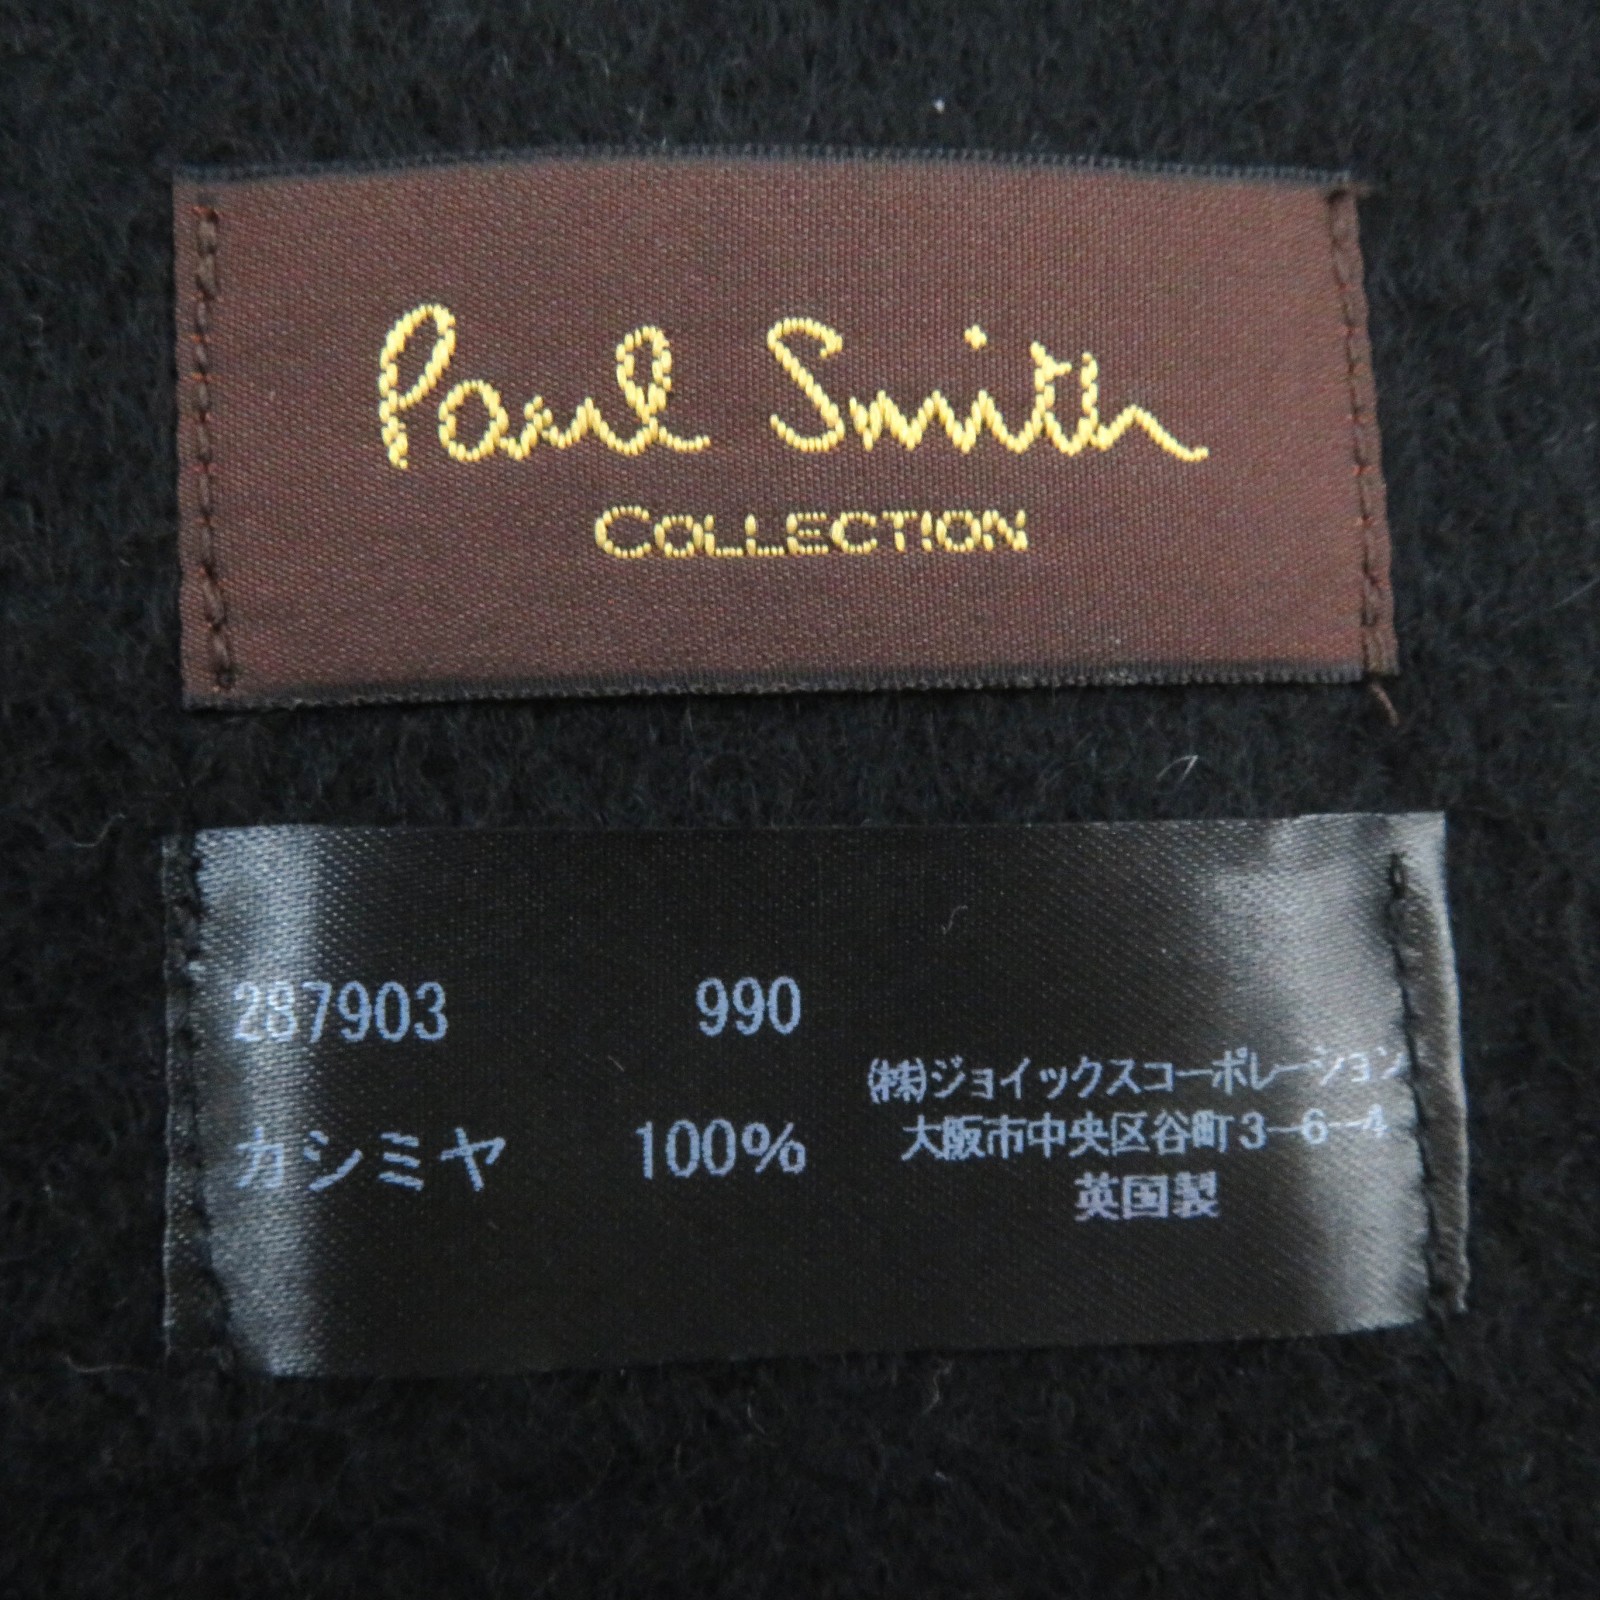 Paul Smith
COLLECTION
287903 990
カシミヤ 100%
(株)ジョイックスコーポレーション
大阪市中央区谷町3-6-4
英国製